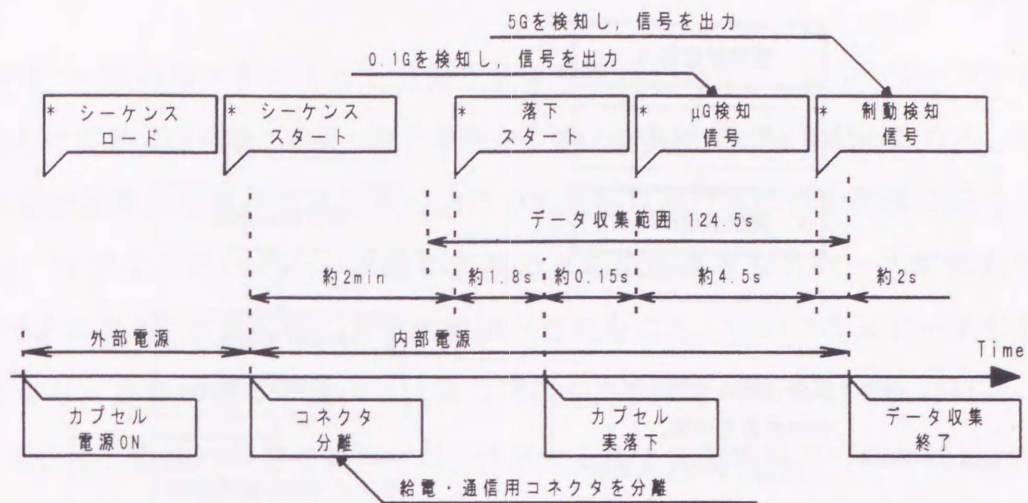 5Gを検知し, 信号を出力
0.1Gを検知し, 信号を出力
* シーケンス
ロード
* シーケンス
スタート
* 落下
スタート
* μG検知
信号
* 制動検知
信号
データ収集範囲 124.5s
約2min
約1.8s
約0.15s
約4.5s
約2s
外部電源
内部電源
Time
カプセル
電源ON
コネクタ
分離
カプセル
実落下
データ収集
終了
給電・通信用コネクタを分離